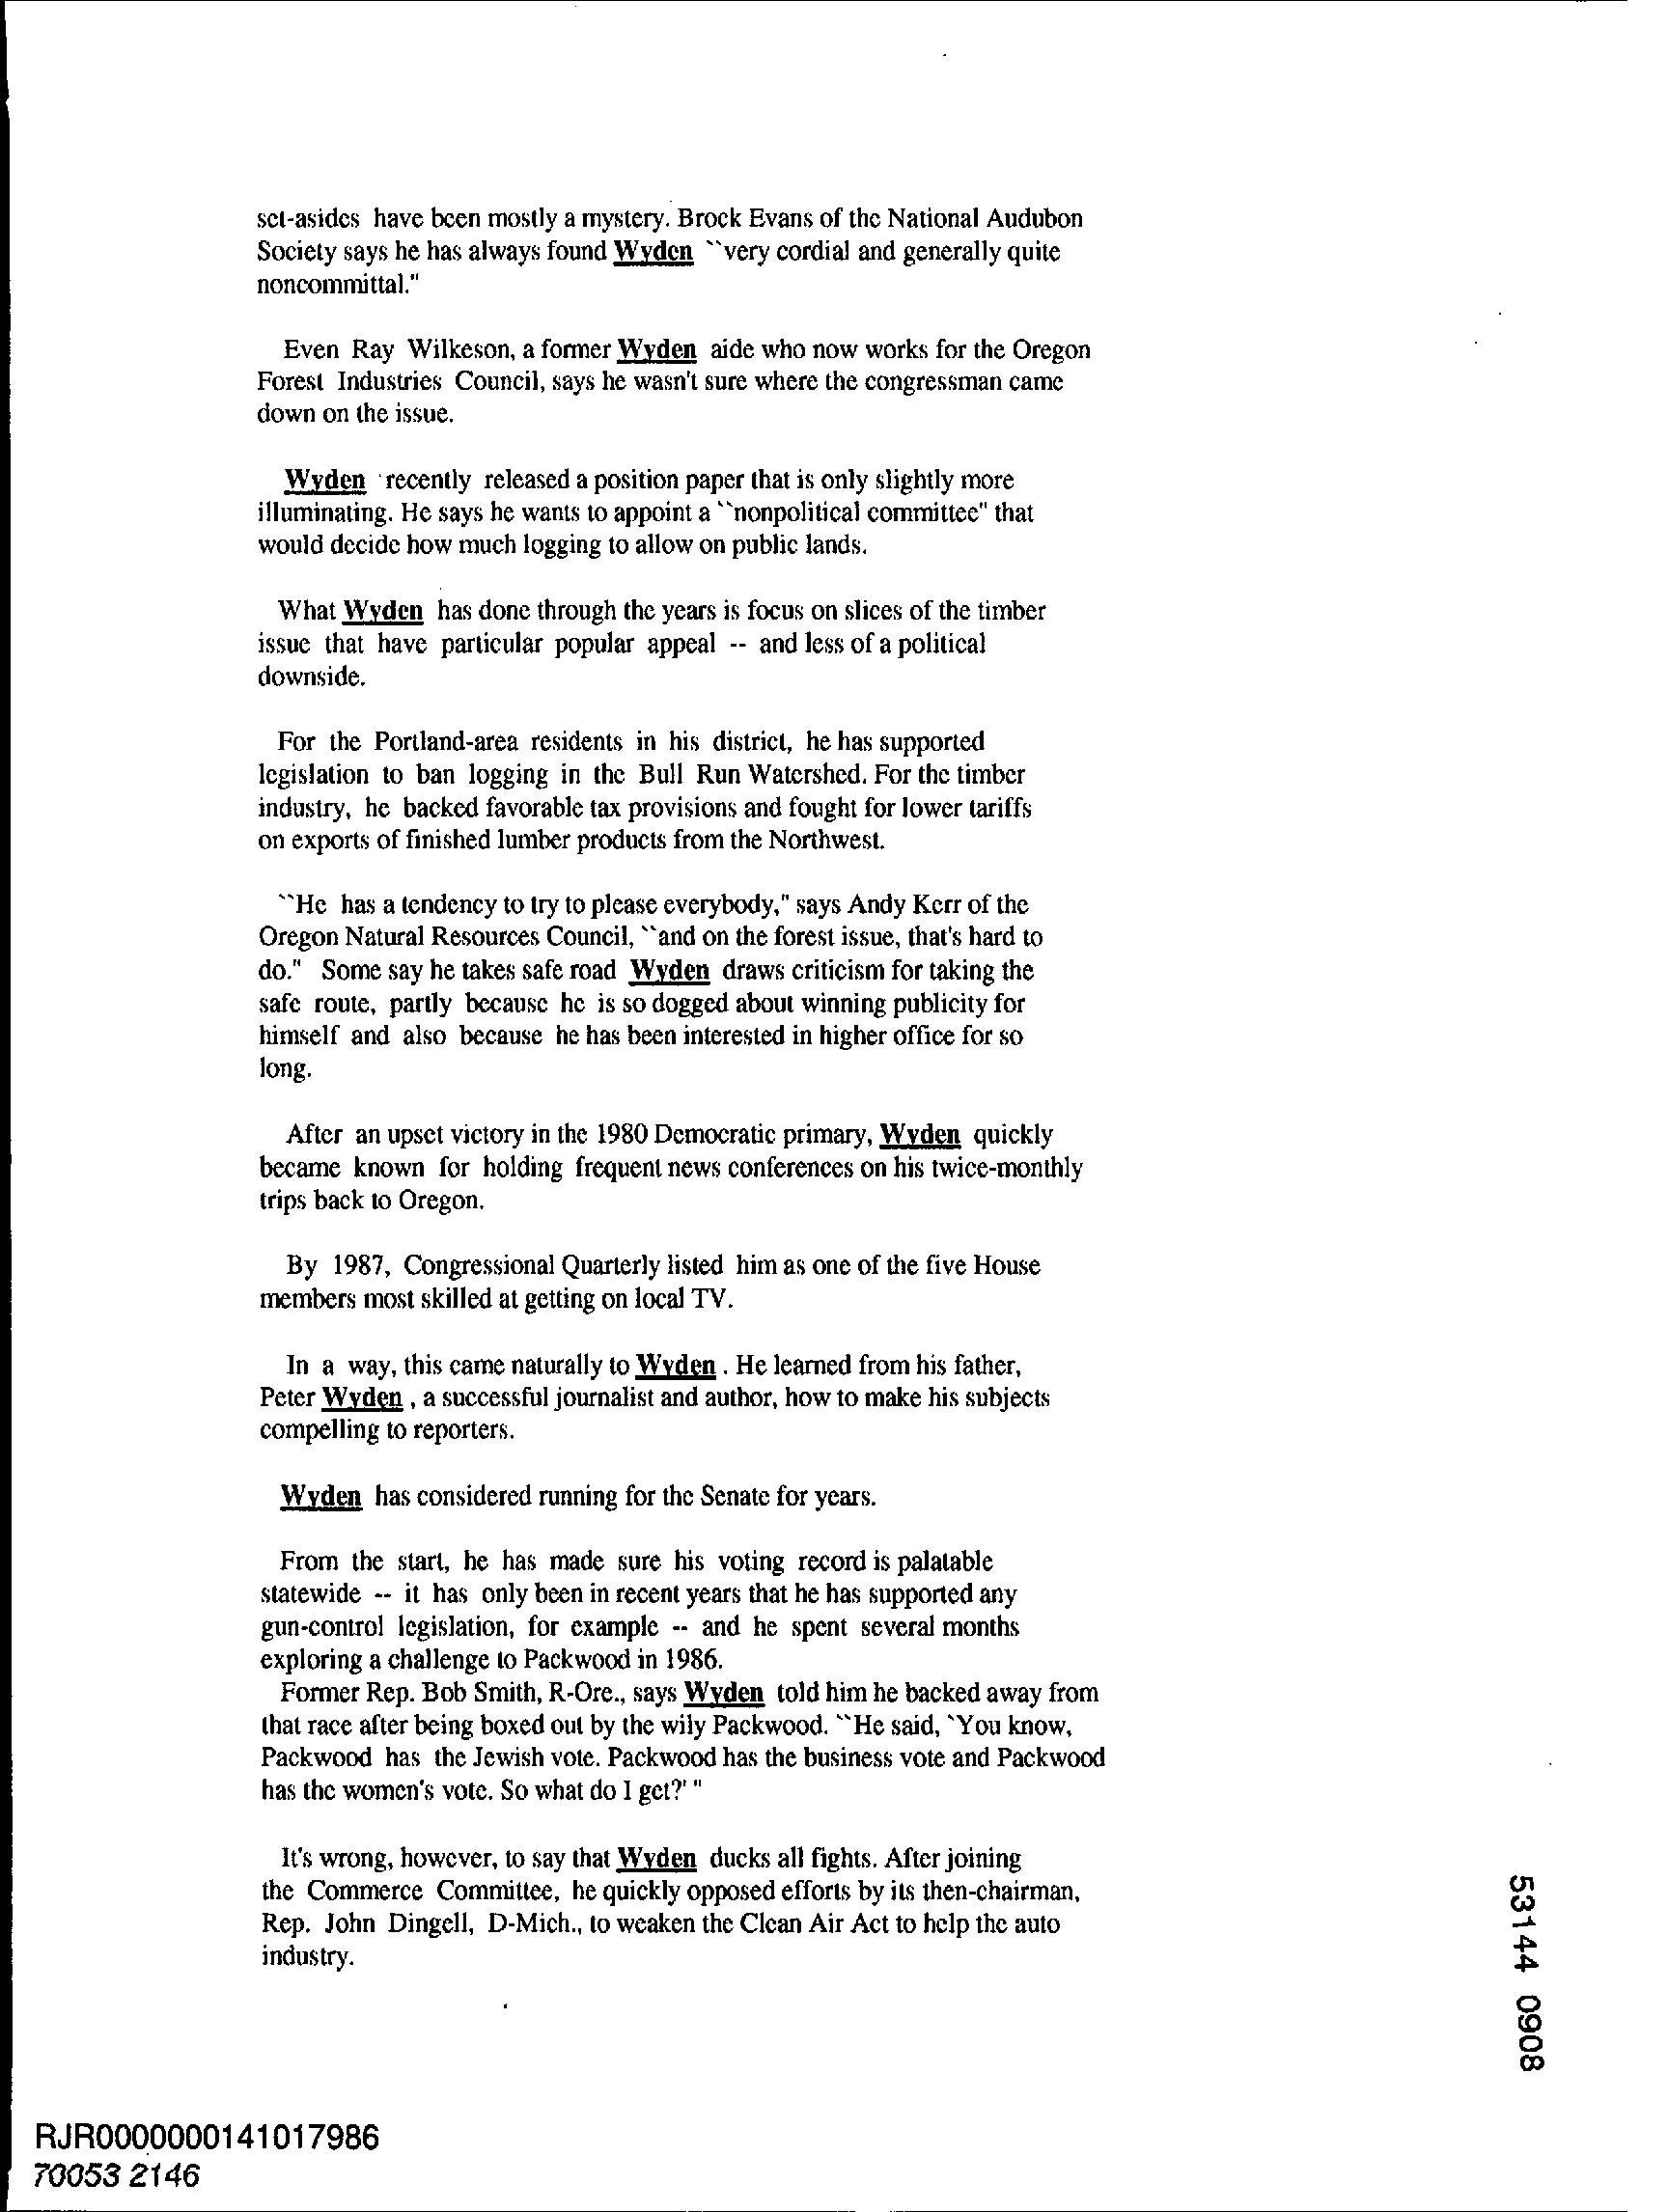 set-asides have been mostly a mystery. Brock Evans of the National Audubon
Society says he has always found Wyden ``very cordial and generally quite
noncommittal."
Even Ray Wilkeson, a former Wyden aide who now works for the Oregon
Forest Industries Council, says he wasn't sure where the congressman came
down on the issue.
Wyden recently released a position paper that is only slightly more
illuminating. He says he wants to appoint a ``nonpolitical committee" that
would decide how much logging to allow on public lands.
What Wyden has done through the years is focus on slices of the timber
issue that have particular popular appeal -- and less of a political
downside.
For the Portland-area residents in his district, he has supported
legislation to ban logging in the Bull Run Watershed. For the timber
industry, he backed favorable tax provisions and fought for lower tariffs
on exports of finished lumber products from the Northwest.
``He has a tendency to try to please everybody," says Andy Kerr of the
Oregon Natural Resources Council, ``and on the forest issue, that's hard to
do." Some say he takes safe road Wyden draws criticism for taking the
safe route, partly because he is so dogged about winning publicity for
himself and also because he has been interested in higher office for so
long.
After an upset victory in the 1980 Democratic primary, Wyden quickly
became known for holding frequent news conferences on his twice-monthly
trips back to Oregon.
By 1987, Congressional Quarterly listed him as one of the five House
members most skilled at getting on local TV.
In a way, this came naturally to Wyden . He learned from his father,
Peter Wyden , a successful journalist and author, how to make his subjects
compelling to reporters.
Wyden has considered running for the Senate for years.
From the start, he has made sure his voting record is palatable
statewide -- it has only been in recent years that he has supported any
gun-control legislation, for example -- and he spent several months
exploring a challenge to Packwood in 1986.
Former Rep. Bob Smith, R-Ore., says Wyden told him he backed away from
that race after being boxed out by the wily Packwood. ``He said, `You know,
Packwood has the Jewish vote. Packwood has the business vote and Packwood
has the women's vote. So what do I get?' "
It's wrong, however, to say that Wyden ducks all fights. After joining
the Commerce Committee, he quickly opposed efforts by its then-chairman,
Rep. John Dingell, D-Mich., to weaken the Clean Air Act to help the auto
industry.
53144 0908
RJR0000000141017986
70053 2146